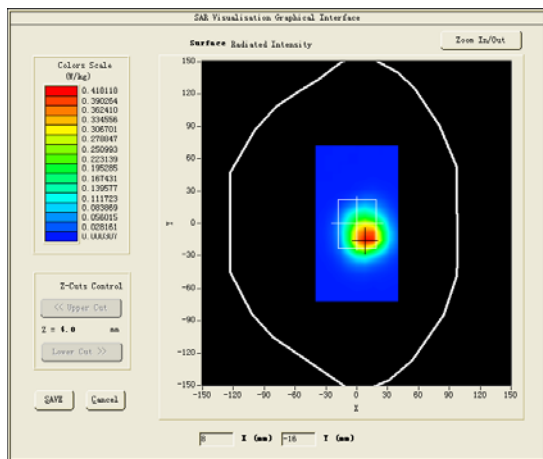 SAR Visualisation Graphical Interface
Surface Radiated Intensity
Zoom In/Out
Colors Scale
(W/kg)
0.418118
0.390264
0.362410
0.334556
0.306701
0.278847
0.250993
0.223139
0.195285
0.167431
0.139577
0.111723
0.083869
0.056015
0.028161
0.000307
Z-Cuts Control
<< Upper Cut
Z = 4.0 mm
Lower Cut >>
SAVE Cancel
150
120
90
60
30
0
-30
-60
-90
-120
-150
Y
-150 -120 -90 -60 -30 0 30 60 90 120 150
X
8 X (mm) -16 Y (mm)